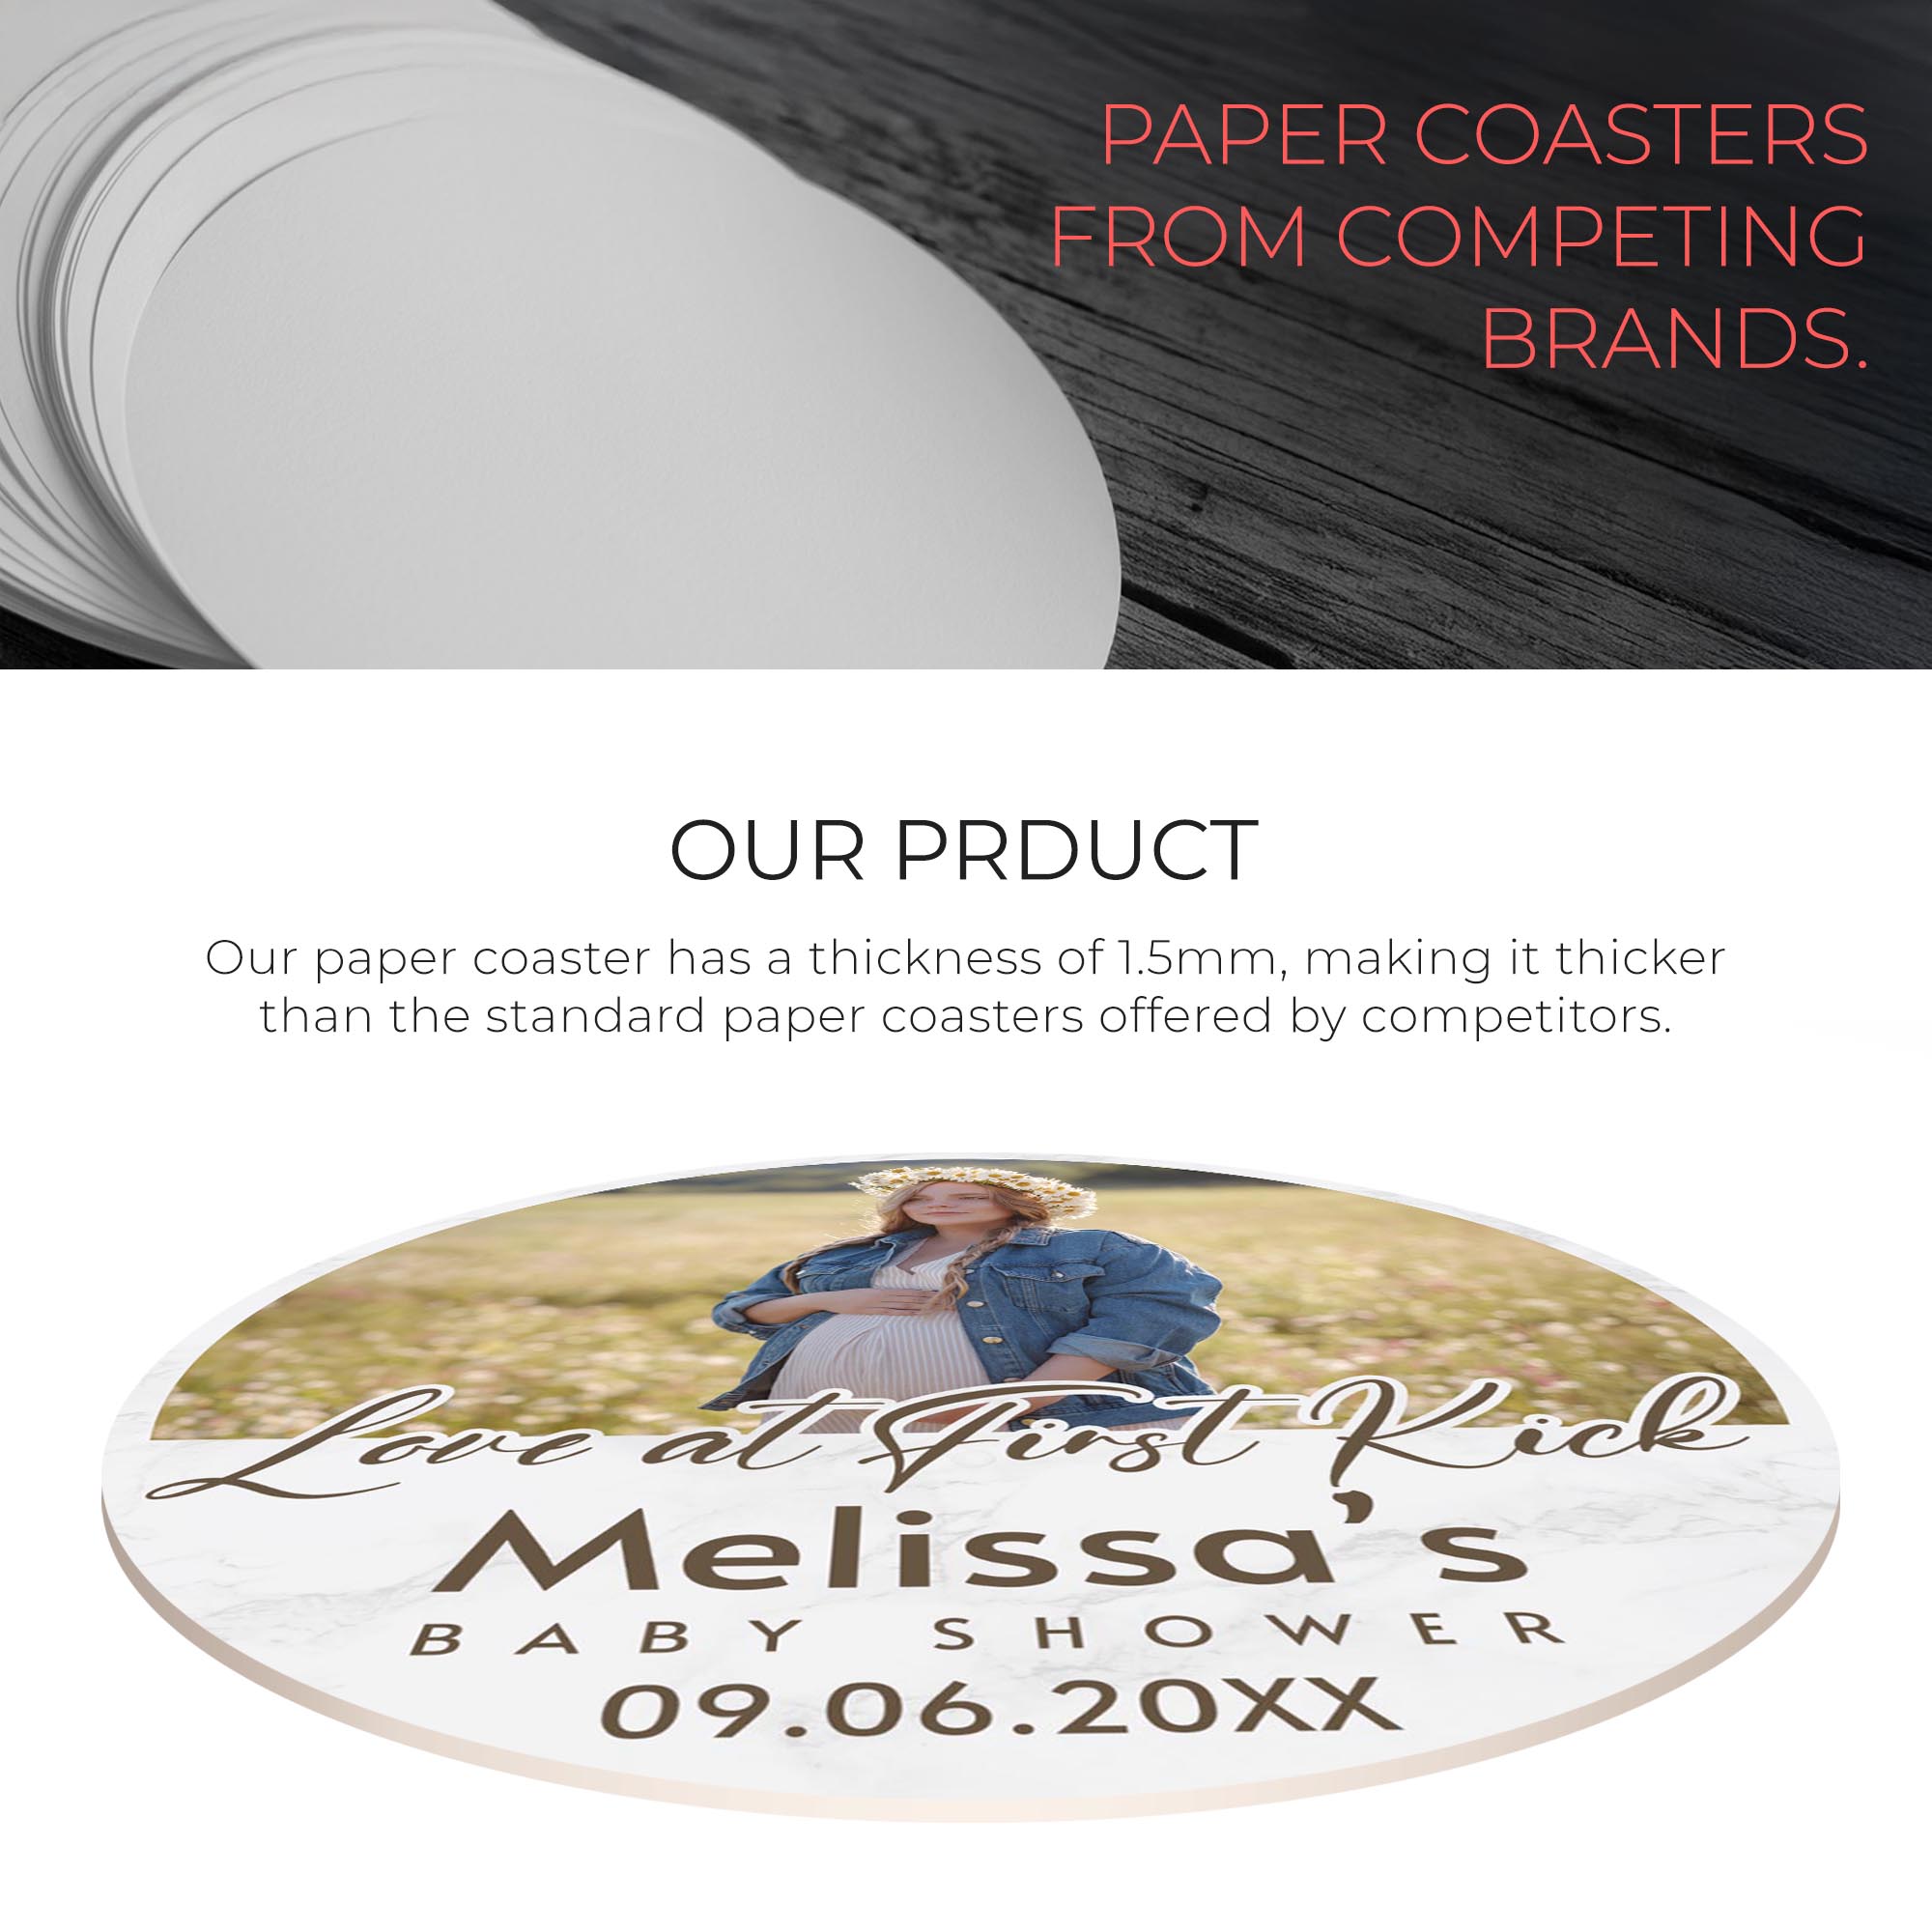 PAPER COASTERS
FROM COMPETING
BRANDS.
OUR PRDUCT
Our paper coaster has a thickness of 1.5mm, making it thicker
than the standard paper coasters offered by competitors.
Love at First Kick
Melissa's
BABY SHOWER
09.06.20XX